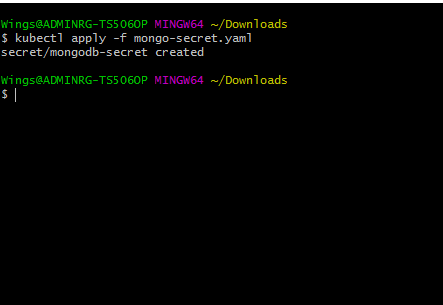 Wings@ADMINRG-TS506OP MINGW64 ~/Downloads
$ kubectl apply -f mongo-secret.yaml
secret/mongodb-secret created
Wings@ADMINRG-TS506OP MINGW64 ~/Downloads
$